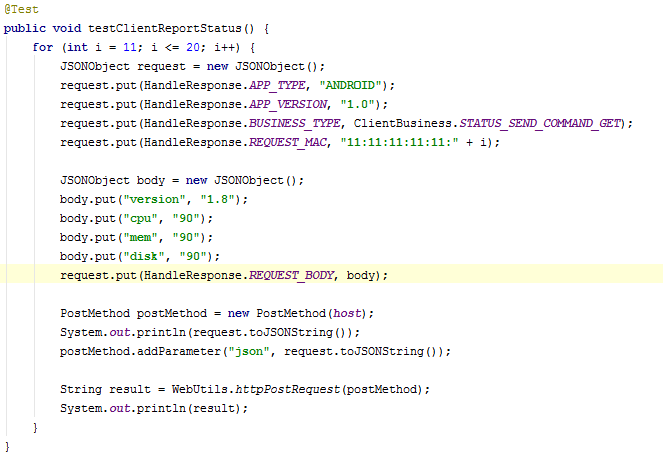 @Test
public void testClientReportStatus() {
for (int i = 11; i <= 20; i++) {
JSONObject request = new JSONObject();
request.put(HandleResponse.APP_TYPE, "ANDROID");
request.put(HandleResponse.APP_VERSION, "1.0");
request.put(HandleResponse.BUSINESS_TYPE, ClientBusiness.STATUS_SEND_COMMAND_GET);
request.put(HandleResponse.REQUEST_MAC, "11:11:11:11:11:" + i);
JSONObject body = new JSONObject();
body.put("version", "1.8");
body.put("cpu", "90");
body.put("mem", "90");
body.put("disk", "90");
request.put(HandleResponse.REQUEST_BODY, body);
PostMethod postMethod = new PostMethod(host);
System.out.println(request.toJSONString());
postMethod.addParameter("json", request.toJSONString());
String result = WebUtils.httpPostRequest(postMethod);
System.out.println(result);
}
}